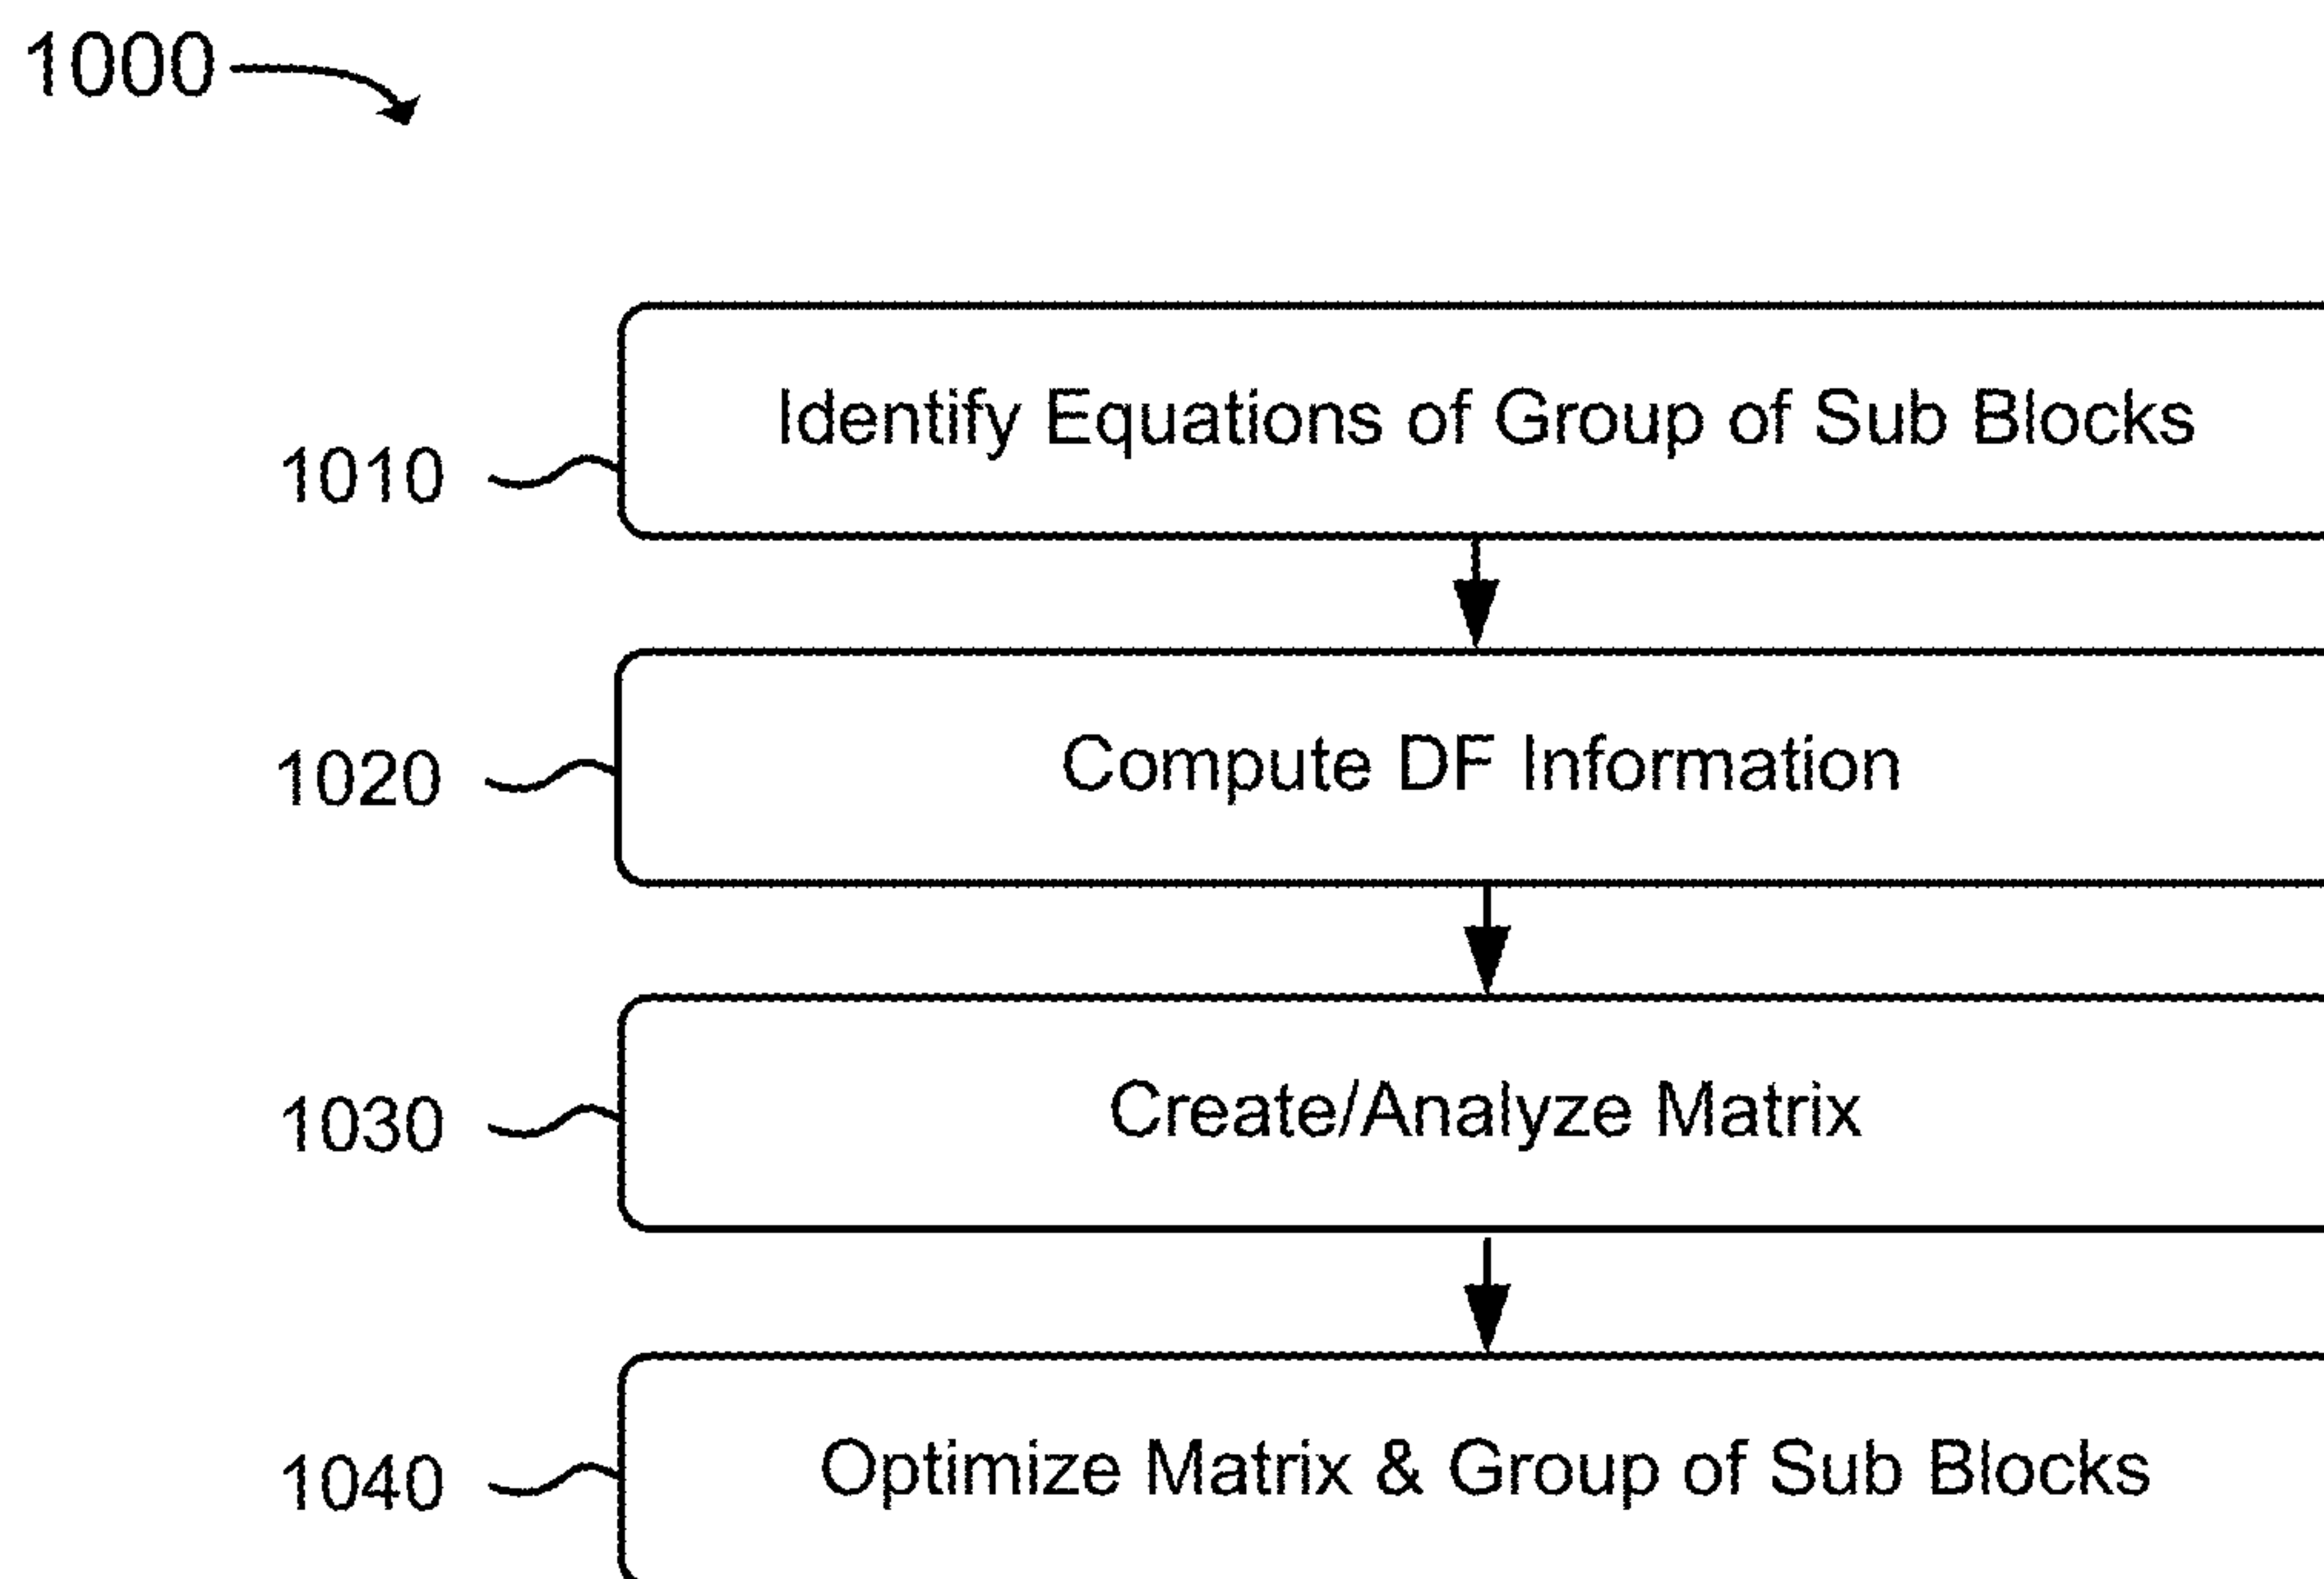 1000
Identify Equations of Group of Sub Blocks
1010
Compute DF Information
1020
Create/Analyze Matrix
1030
Optimize Matrix & Group of Sub Blocks
1040